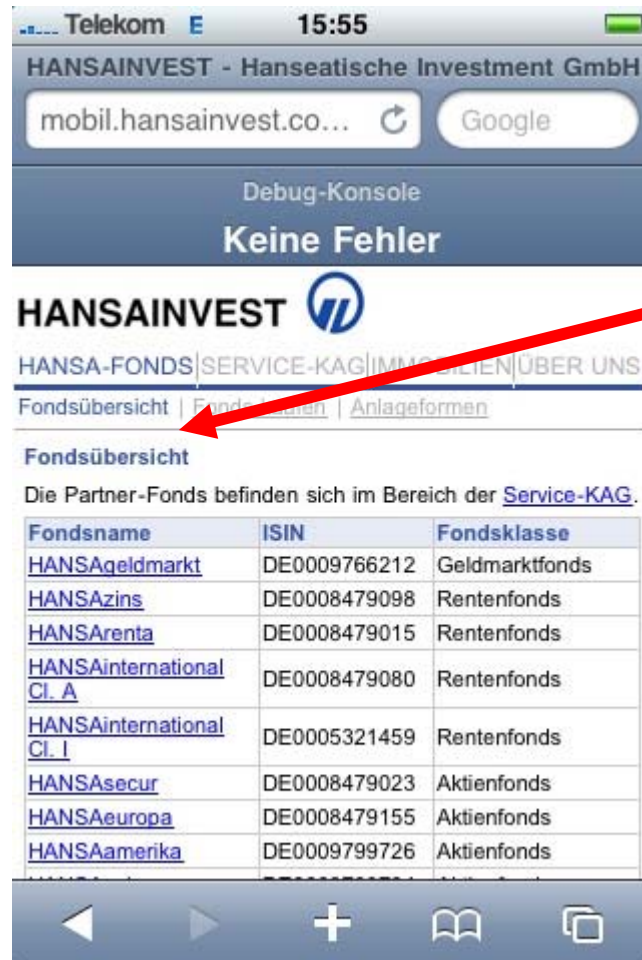 Telekom E 15:55
HANSAINVEST - Hanseatische Investment GmbH
mobil.hansainvest.co... Google
Debug-Konsole
Keine Fehler
HANSAINVEST
HANSA-FONDS|SERVICE-KAG|IMMOBILIEN|ÜBER UNS
Fondsübersicht | Fonds kaufen | Anlageformen
Fondsübersicht
Die Partner-Fonds befinden sich im Bereich der Service-KAG.
Fondsname ISIN Fondsklasse
HANSAgeldmarkt DE0009766212 Geldmarktfonds
HANSAzins DE0008479098 Rentenfonds
HANSArenta DE0008479015 Rentenfonds
HANSAinternational Cl. A DE0008479080 Rentenfonds
HANSAinternational Cl. I DE0005321459 Rentenfonds
HANSAsecur DE0008479023 Aktienfonds
HANSAeuropa DE0008479155 Aktienfonds
HANSAamerika DE0009799726 Aktienfonds